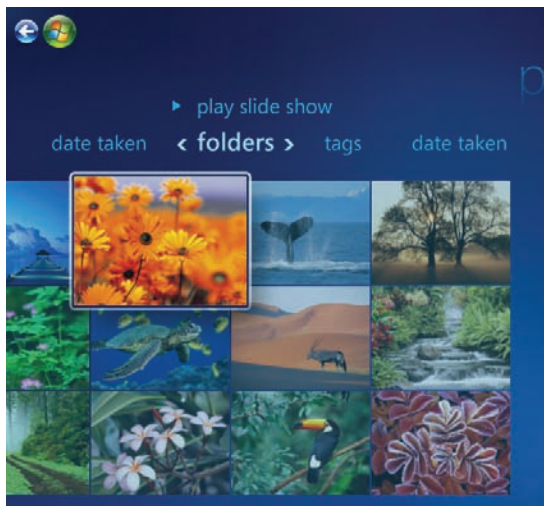 p
play slide show
date taken < folders > tags date taken